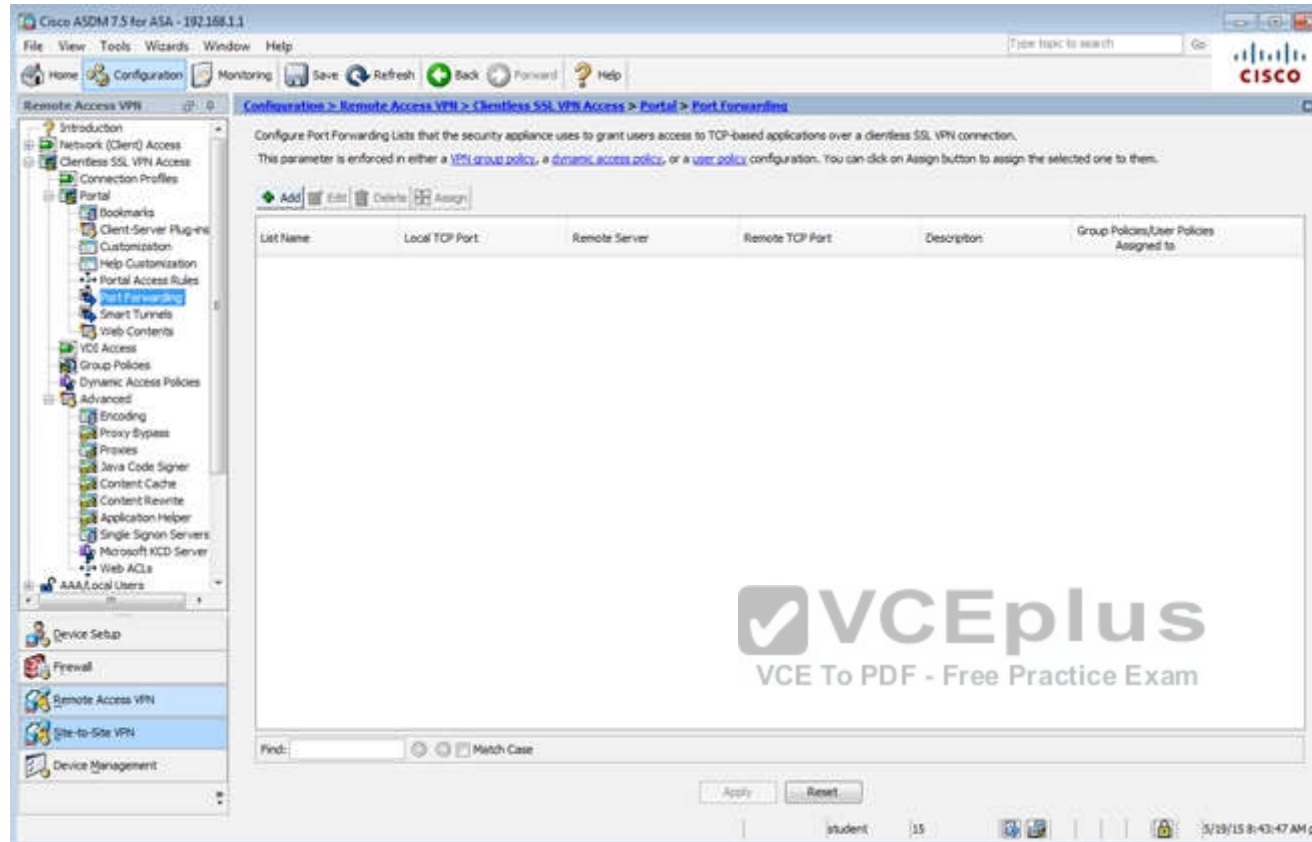 Cisco ASDM 7.5 for ASA - 192.168.1.1
File View Tools Wizards Window Help
Type topic to search Go
CISCO
Home Configuration Monitoring Save Refresh Back Forward Help
Remote Access VPN
Configuration > Remote Access VPN > Clientless SSL VPN Access > Portal > Port Forwarding
Introduction
Network (Client) Access
Clientless SSL VPN Access
Connection Profiles
Portal
Bookmarks
Client-Server Plug-ins
Customization
Help Customization
Portal Access Rules
Port Forwarding
Smart Tunnels
Web Contents
VDI Access
Group Policies
Dynamic Access Policies
Advanced
Encoding
Proxy Bypass
Proxies
Java Code Signer
Content Cache
Content Rewrite
Application Helper
Single Signon Servers
Microsoft KCD Server
Web ACLs
AAA/Local Users
Device Setup
Firewall
Remote Access VPN
Site-to-Site VPN
Device Management
Configure Port Forwarding Lists that the security appliance uses to grant users access to TCP-based applications over a clientless SSL VPN connection.
This parameter is enforced in either a VPN group policy, a dynamic access policy, or a user policy configuration. You can click on Assign button to assign the selected one to them.
Add Edit Delete Assign
List Name Local TCP Port Remote Server Remote TCP Port Description Group Policies/User Policies
Assigned to
VCEplus
VCE To PDF - Free Practice Exam
Find: Match Case
Apply Reset
student 15 5/19/15 8:43:47 AM